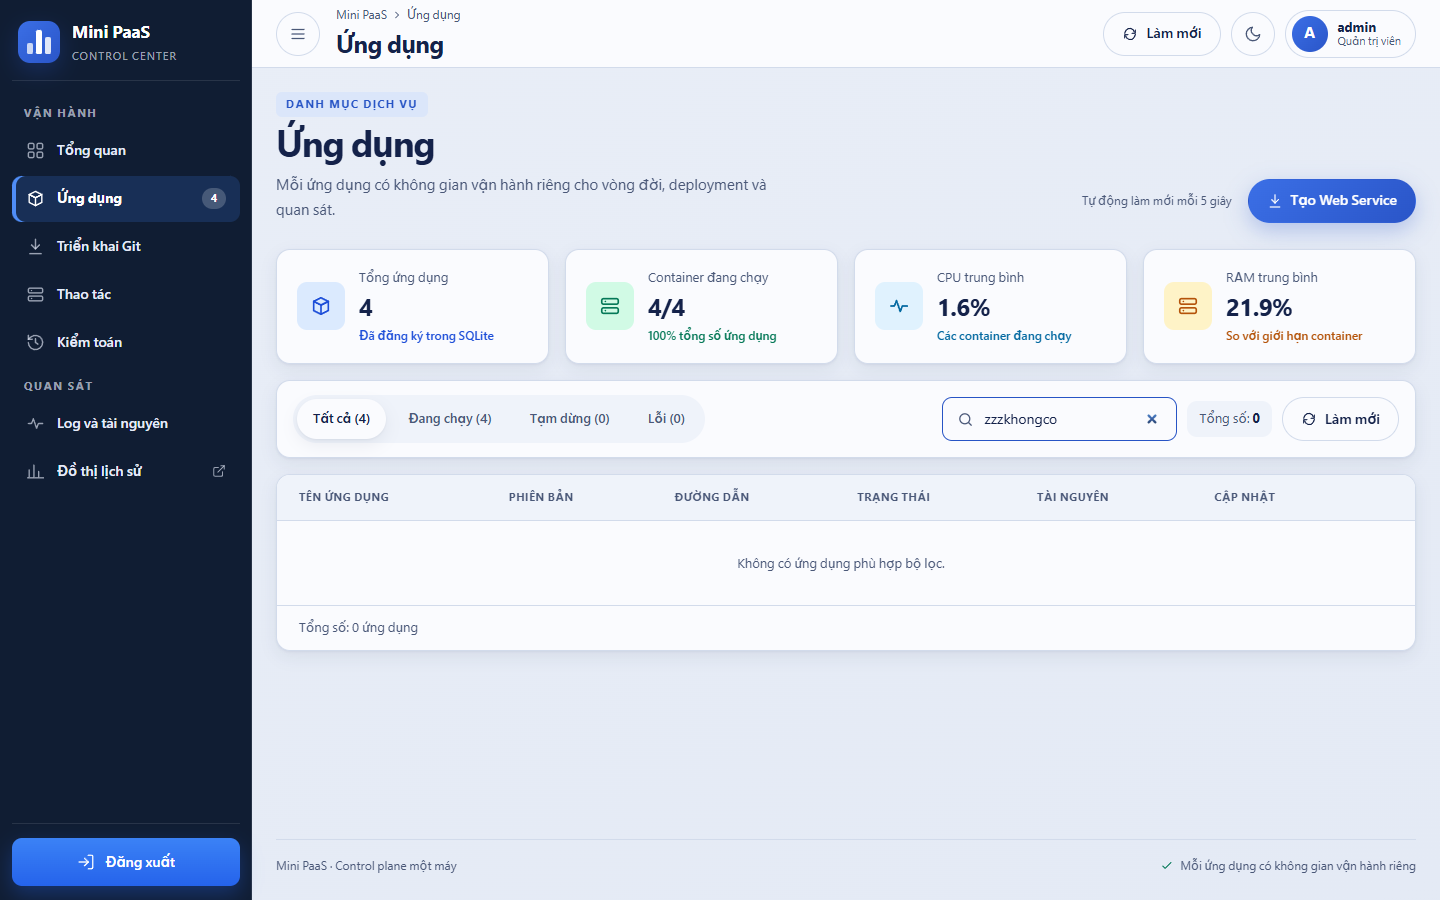 Mini PaaS
CONTROL CENTER
VẬN HÀNH
Tổng quan
Ứng dụng
4
Triển khai Git
Thao tác
Kiểm toán
QUAN SÁT
Log và tài nguyên
Đồ thị lịch sử
Đăng xuất
Mini PaaS › Ứng dụng
Ứng dụng
Làm mới
A
admin
Quản trị viên
DANH MỤC DỊCH VỤ
Ứng dụng
Mỗi ứng dụng có không gian vận hành riêng cho vòng đời, deployment và
quan sát.
Tự động làm mới mỗi 5 giây
Tạo Web Service
Tổng ứng dụng
4
Đã đăng ký trong SQLite
Container đang chạy
4/4
100% tổng số ứng dụng
CPU trung bình
1.6%
Các container đang chạy
RAM trung bình
21.9%
So với giới hạn container
Tất cả (4)
Đang chạy (4)
Tạm dừng (0)
Lỗi (0)
zzzkhongco
Tổng số: 0
Làm mới
TÊN ỨNG DỤNG
PHIÊN BẢN
ĐƯỜNG DẪN
TRẠNG THÁI
TÀI NGUYÊN
CẬP NHẬT
Không có ứng dụng phù hợp bộ lọc.
Tổng số: 0 ứng dụng
Mini PaaS · Control plane một máy
Mỗi ứng dụng có không gian vận hành riêng